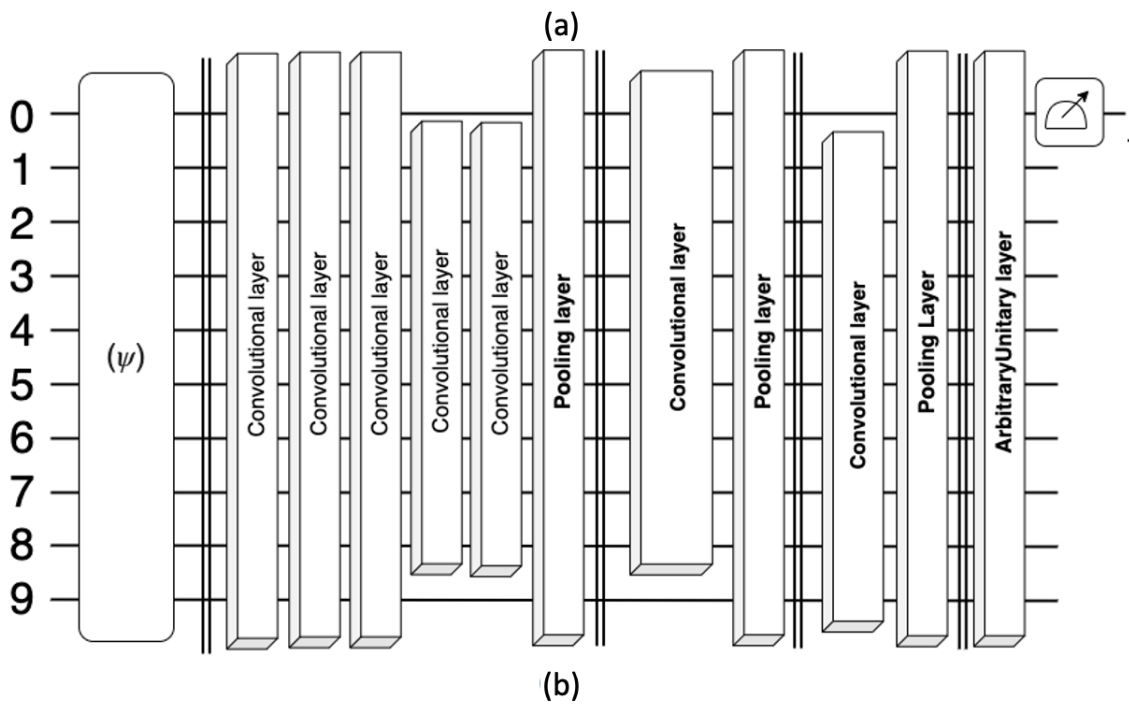 (a)
0
1
2
3
4
5
6
7
8
9
(ψ)
Convolutional layer
Convolutional layer
Convolutional layer
Convolutional layer
Convolutional layer
Pooling layer
Convolutional layer
Pooling layer
Convolutional layer
Pooling Layer
ArbitraryUnitary layer
(b)